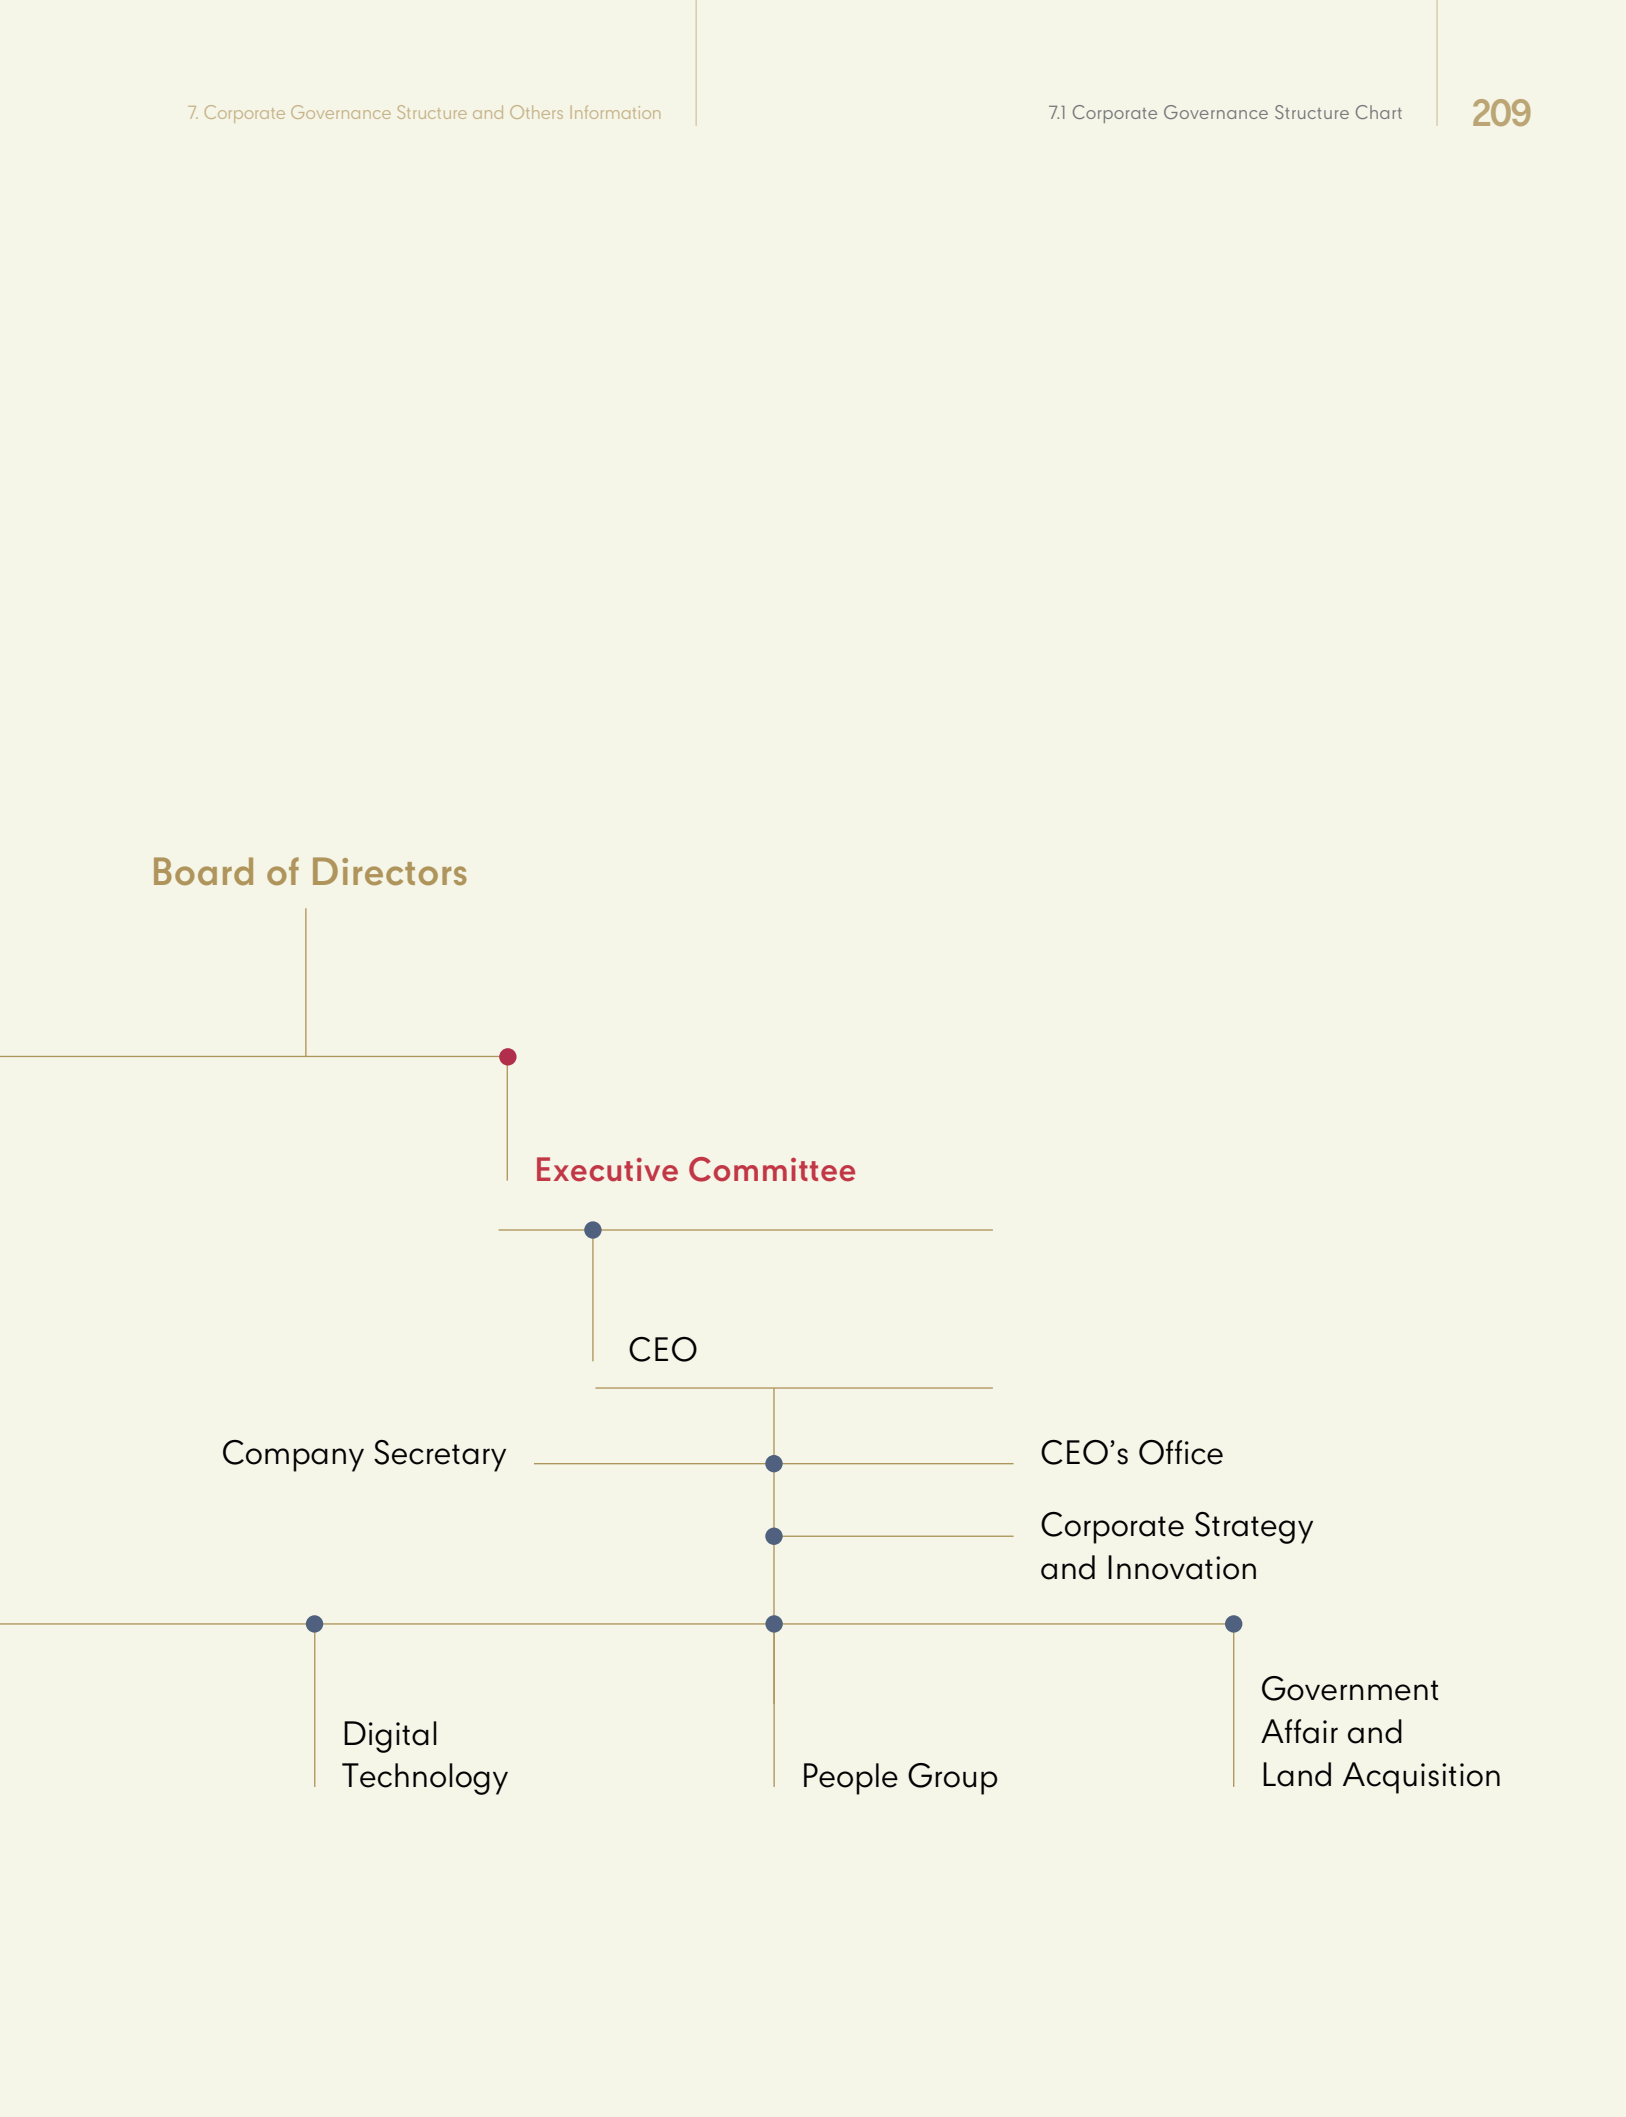 7. Corporate Governance Structure and Others Information
7.1 Corporate Governance Structure Chart
209
Board of Directors
Executive Committee
CEO
Company Secretary
CEO’s Office
Corporate Strategy
and Innovation
Digital
Technology
People Group
Government
Affair and
Land Acquisition